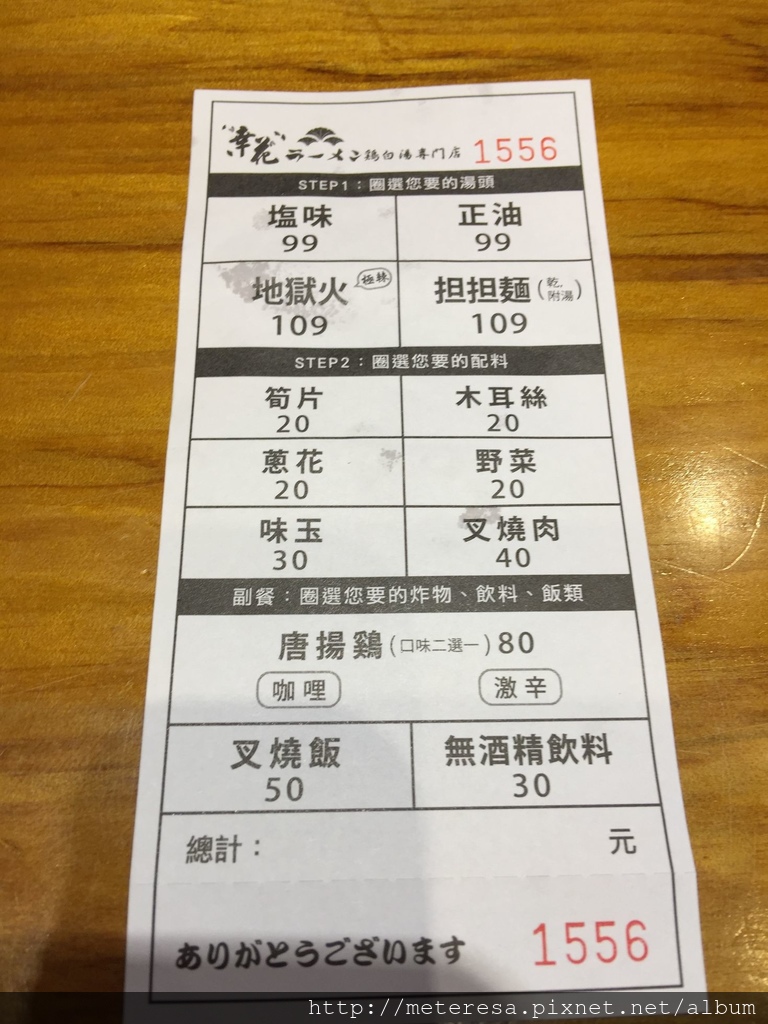 幸花 ラーメン 鶏白湯專門店 1556
STEP1：圈選您要的湯頭
塩味 正油
99 99
地獄火 極辣 担担麵（乾，附湯）
109 109
STEP2：圈選您要的配料
筍片 木耳絲
20 20
蔥花 野菜
20 20
味玉 叉燒肉
30 40
副餐：圈選您要的炸物、飲料、飯類
唐揚鷄（口味二選一）80
咖哩 激辛
叉燒飯 無酒精飲料
50 30
總計： 元
ありがとうございます 1556
http://meteresa.pixnet.net/album